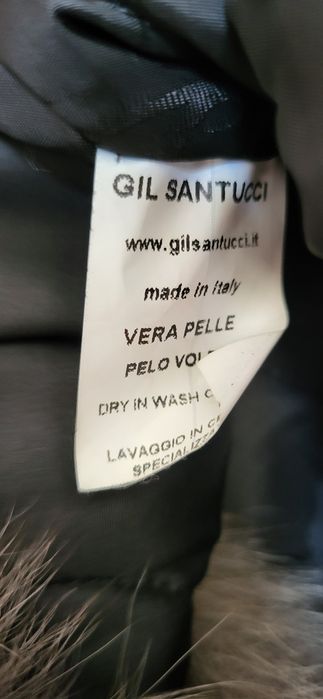 GIL SANTUCCI
www.gilsantucci.it
made in italy
VERA PELLE
PELO
DRY IN WASH
LAVAGGIO IN